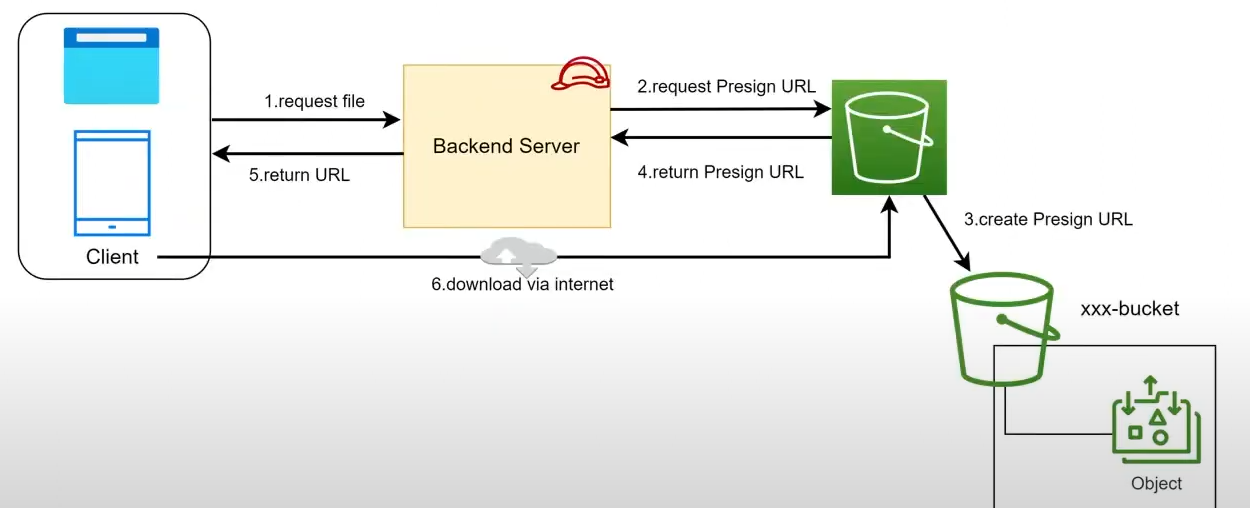 1.request file
2.request Presign URL
Backend Server
5.return URL
4.return Presign URL
3.create Presign URL
Client
6.download via internet
xxx-bucket
Object